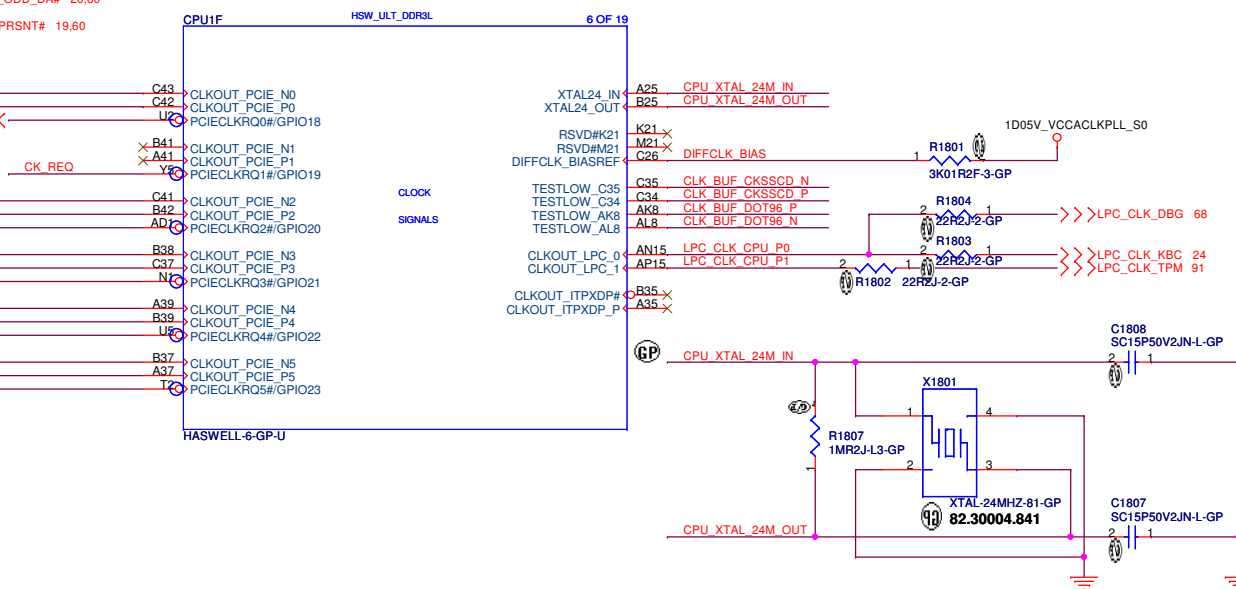 PRSNT# 19,60
CPU1F
HSW_ULT_DDR3L
6 OF 19
C43 CLKOUT_PCIE_N0
C42 CLKOUT_PCIE_P0
U2 PCIECLKRQ0#/GPIO18
B41 CLKOUT_PCIE_N1
A41 CLKOUT_PCIE_P1
CK_REQ
Y5 PCIECLKRQ1#/GPIO19
C41 CLKOUT_PCIE_N2
B42 CLKOUT_PCIE_P2
AD1 PCIECLKRQ2#/GPIO20
B38 CLKOUT_PCIE_N3
C37 CLKOUT_PCIE_P3
N1 PCIECLKRQ3#/GPIO21
A39 CLKOUT_PCIE_N4
B39 CLKOUT_PCIE_P4
U5 PCIECLKRQ4#/GPIO22
B37 CLKOUT_PCIE_N5
A37 CLKOUT_PCIE_P5
T2 PCIECLKRQ5#/GPIO23
CLOCK
SIGNALS
HASWELL-6-GP-U
XTAL24_IN A25 CPU_XTAL_24M_IN
XTAL24_OUT B25 CPU_XTAL_24M_OUT
RSVD#K21 K21
RSVD#M21 M21
DIFFCLK_BIASREF C26 DIFFCLK_BIAS
TESTLOW_C35 C35 CLK_BUF_CKSSCD_N
TESTLOW_C34 C34 CLK_BUF_CKSSCD_P
TESTLOW_AK8 AK8 CLK_BUF_DOT96_P
TESTLOW_AL8 AL8 CLK_BUF_DOT96_N
CLKOUT_LPC_0 AN15 LPC_CLK_CPU_P0
CLKOUT_LPC_1 AP15 LPC_CLK_CPU_P1
CLKOUT_ITPXDP# B35
CLKOUT_ITPXDP_P A35
1D05V_VCCACLKPLL_S0
1 R1801 2
3K01R2F-3-GP
R1804
2 1
22R2J-2-GP
LPC_CLK_DBG 68
R1803
2 1
22R2J-2-GP
LPC_CLK_KBC 24
LPC_CLK_TPM 91
2 1
R1802 22R2J-2-GP
GP
CPU_XTAL_24M_IN
C1808
SC15P50V2JN-L-GP
2 1
X1801
1 4
R1807
1MR2J-L3-GP
1
2 3
XTAL-24MHZ-81-GP
82.30004.841
C1807
SC15P50V2JN-L-GP
CPU_XTAL_24M_OUT
2 1